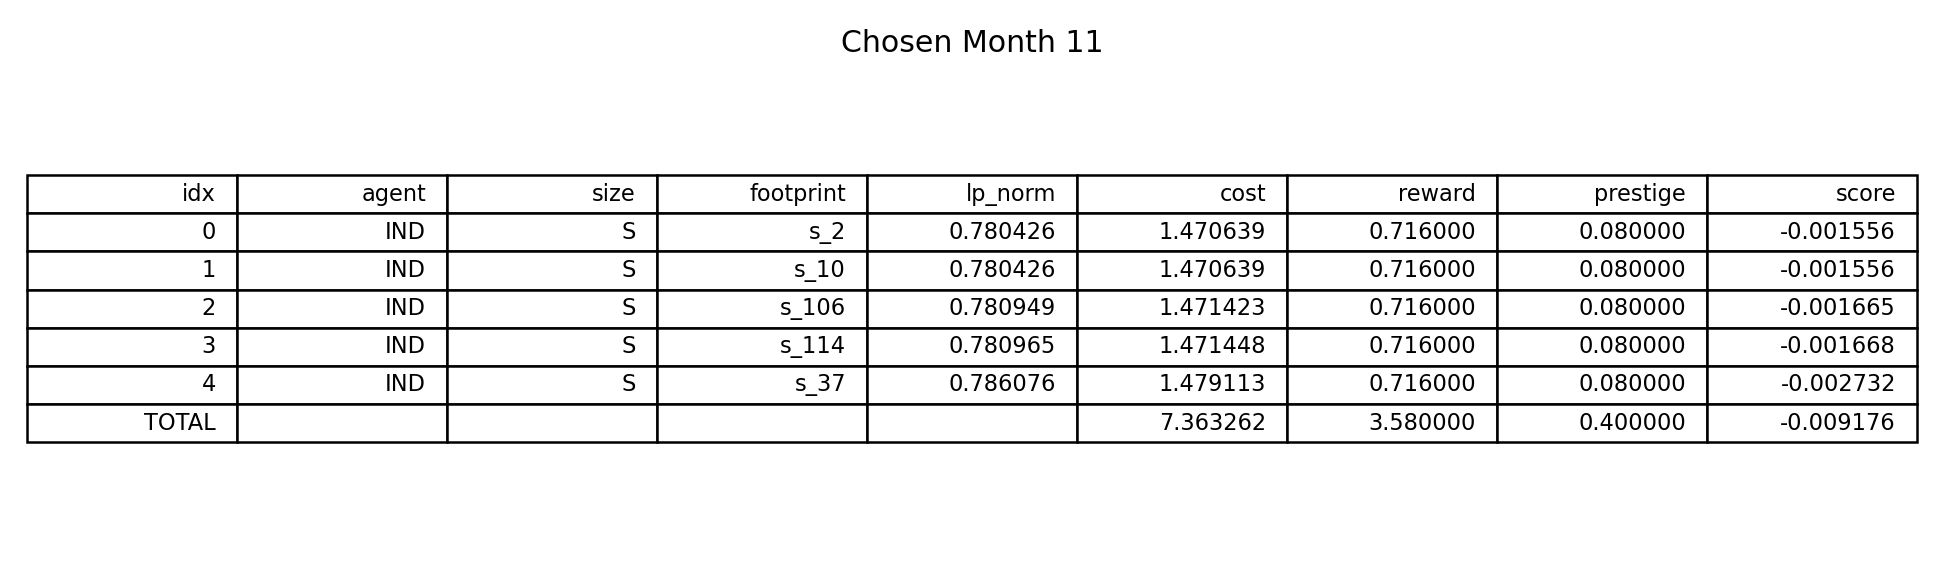 Chosen Month 11
idx agent size footprint lp_norm cost reward prestige score
0 IND S s_2 0.780426 1.470639 0.716000 0.080000 -0.001556
1 IND S s_10 0.780426 1.470639 0.716000 0.080000 -0.001556
2 IND S s_106 0.780949 1.471423 0.716000 0.080000 -0.001665
3 IND S s_114 0.780965 1.471448 0.716000 0.080000 -0.001668
4 IND S s_37 0.786076 1.479113 0.716000 0.080000 -0.002732
TOTAL 7.363262 3.580000 0.400000 -0.009176